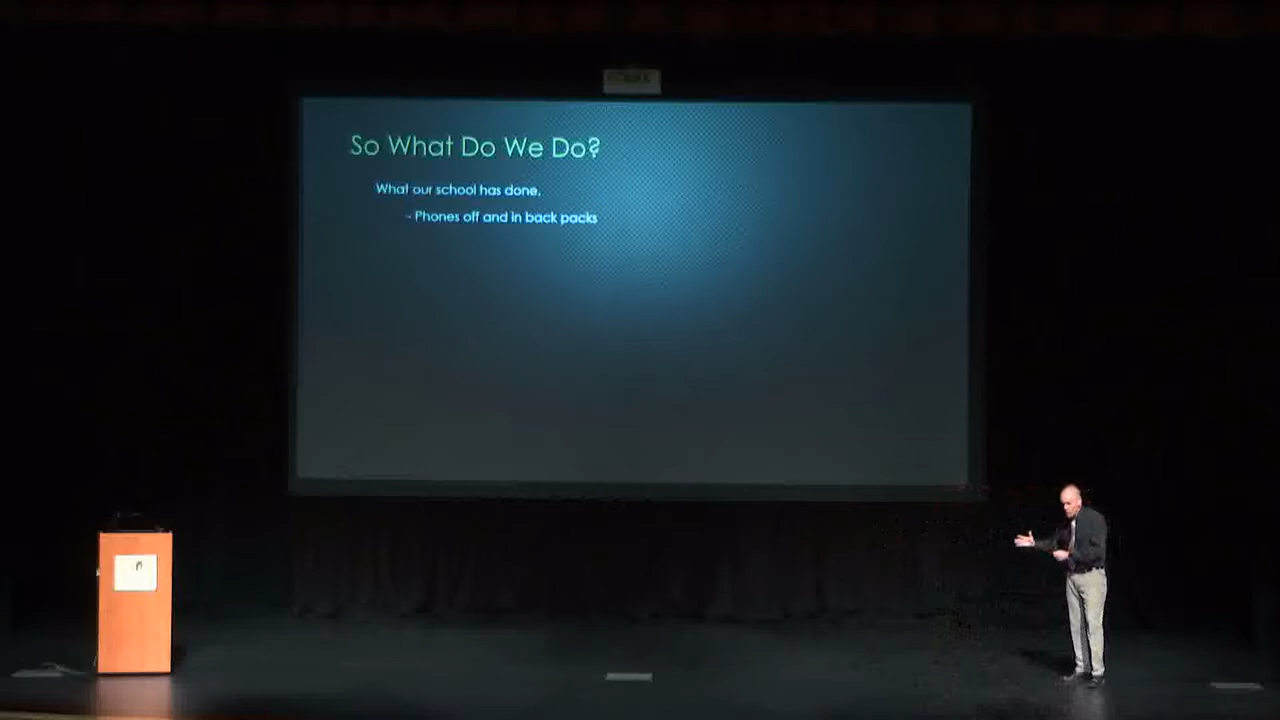 So What Do We Do?
What our school has done.
- Phones off and in back packs